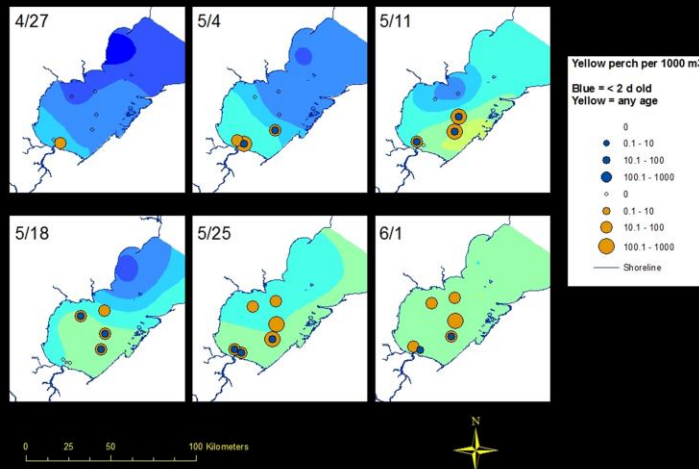 4/27
5/4
5/11
Yellow perch per 1000 m3
Blue = < 2 d old
Yellow = any age
0
0.1 - 10
10.1 - 100
100.1 - 1000
0
0.1 - 10
10.1 - 100
100.1 - 1000
Shoreline
5/18
5/25
6/1
N
0 25 50 100 Kilometers